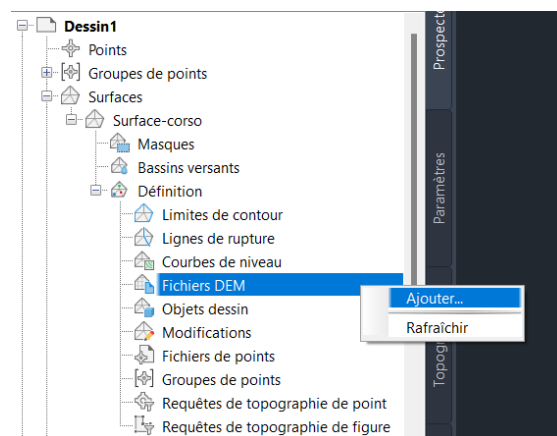 Dessin1
Points
Groupes de points
Surfaces
Surface-corso
Masques
Bassins versants
Définition
Limites de contour
Lignes de rupture
Courbes de niveau
Fichiers DEM
Objets dessin
Modifications
Fichiers de points
Groupes de points
Requêtes de topographie de point
Requêtes de topographie de figure
Ajouter...
Rafraîchir
Prospect
Paramètres
Topogr